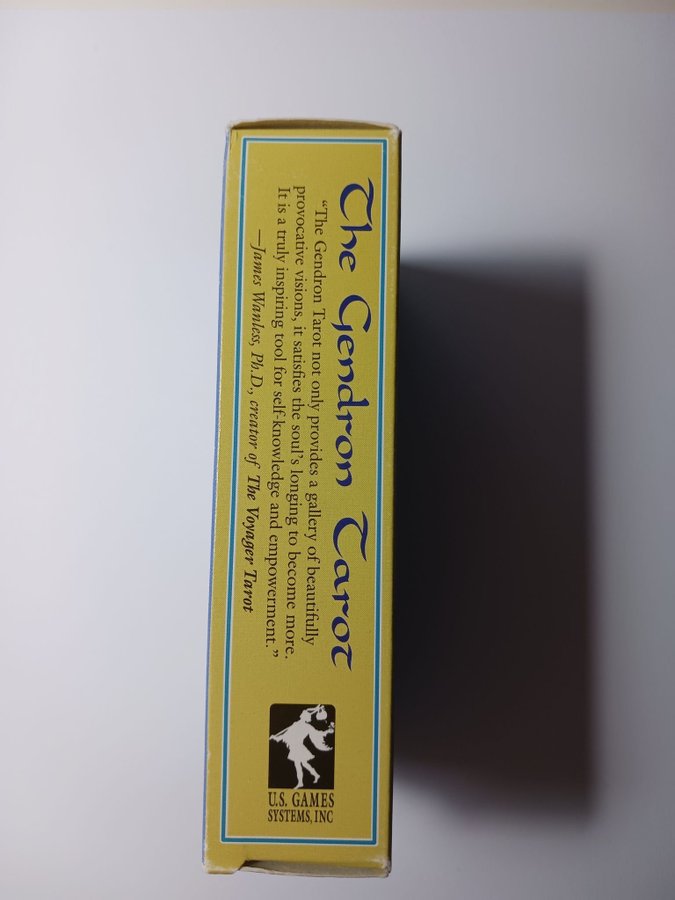 The Gendron Tarot
“The Gendron Tarot not only provides a gallery of beautifully
provocative visions, it satisfies the soul’s longing to become more.
It is a truly inspiring tool for self-knowledge and empowerment.”
—James Wanless, Ph.D., creator of The Voyager Tarot
U.S. GAMES
SYSTEMS, INC